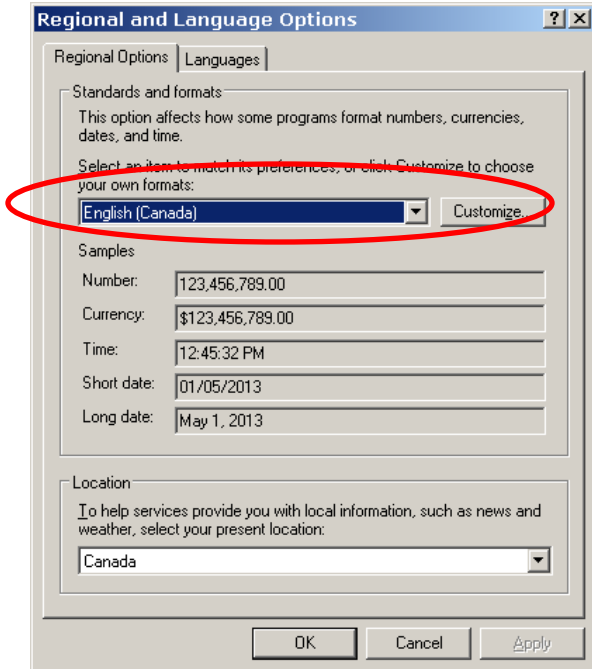 Regional and Language Options
Regional Options
Languages
Standards and formats
This option affects how some programs format numbers, currencies,
dates, and time.
Select an item to match its preferences, or click Customize to choose
your own formats:
English (Canada)
Customize...
Samples
Number:
123,456,789.00
Currency:
$123,456,789.00
Time:
12:45:32 PM
Short date:
01/05/2013
Long date:
May 1, 2013
Location
To help services provide you with local information, such as news and
weather, select your present location:
Canada
OK
Cancel
Apply